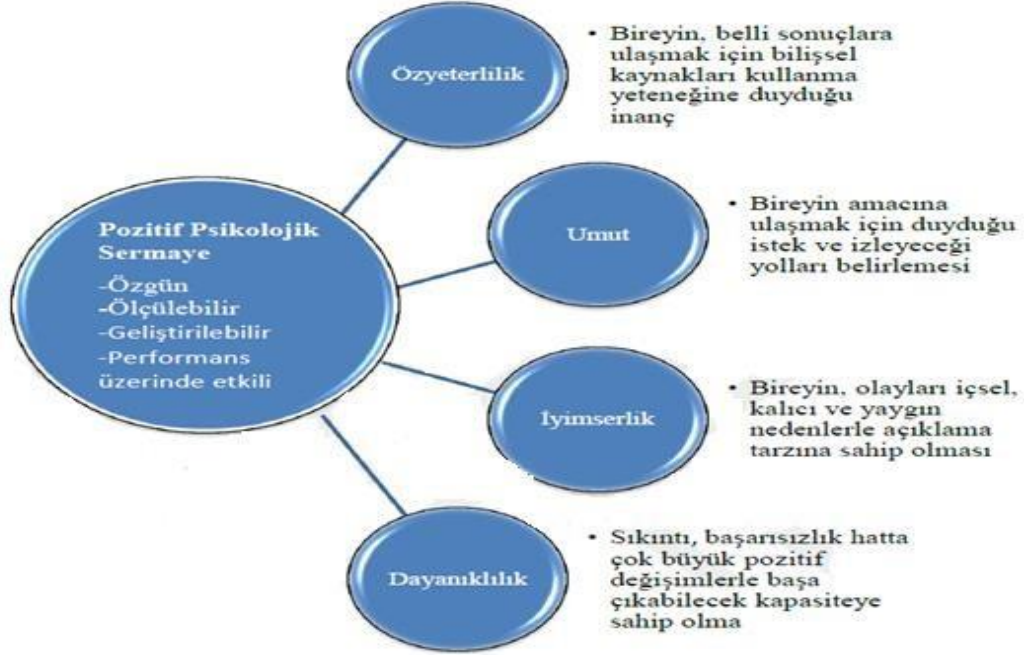 Özyeterlilik
• Bireyin, belli sonuçlara
ulaşmak için bilişsel
kaynakları kullanma
yeteneğine duyduğu
inanç
Pozitif Psikolojik
Sermaye
-Özgün
-Ölçülebilir
-Geliştirilebilir
-Performans
üzerinde etkili
Umut
• Bireyin amacına
ulaşmak için duyduğu
istek ve izleyeceği
yolları belirlemesi
İyimserlik
• Bireyin, olayları içsel,
kalıcı ve yaygın
nedenlerle açıklama
tarzına sahip olması
Dayanıklılık
• Sıkıntı, başarısızlık hatta
çok büyük pozitif
değişimlerle başa
çıkabilecek kapasiteye
sahip olma